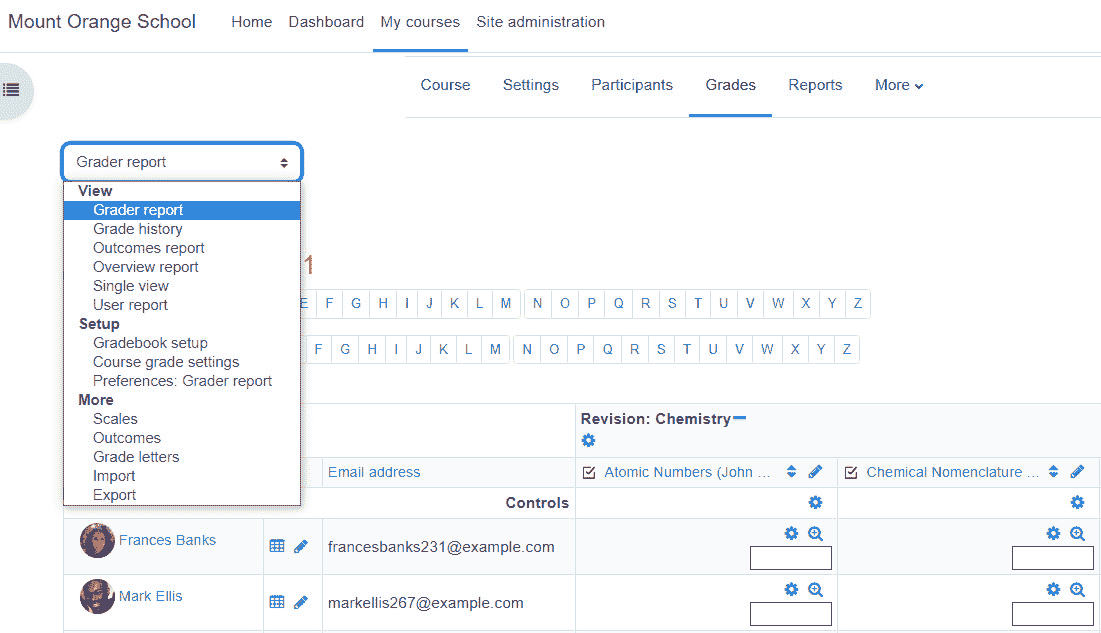 Mount Orange School Home Dashboard My courses Site administration
Course Settings Participants Grades Reports More
Grader report
View
Grader report
Grade history
Outcomes report
Overview report
Single view
User report
Setup
Gradebook setup
Course grade settings
Preferences: Grader report
More
Scales
Outcomes
Grade letters
Import
Export
1
E F G H I J K L M N O P Q R S T U V W X Y Z
F G H I J K L M N O P Q R S T U V W X Y Z
Revision: Chemistry
Email address Atomic Numbers (John ... Chemical Nomenclature ...
Controls
Frances Banks francesbanks231@example.com
Mark Ellis markellis267@example.com